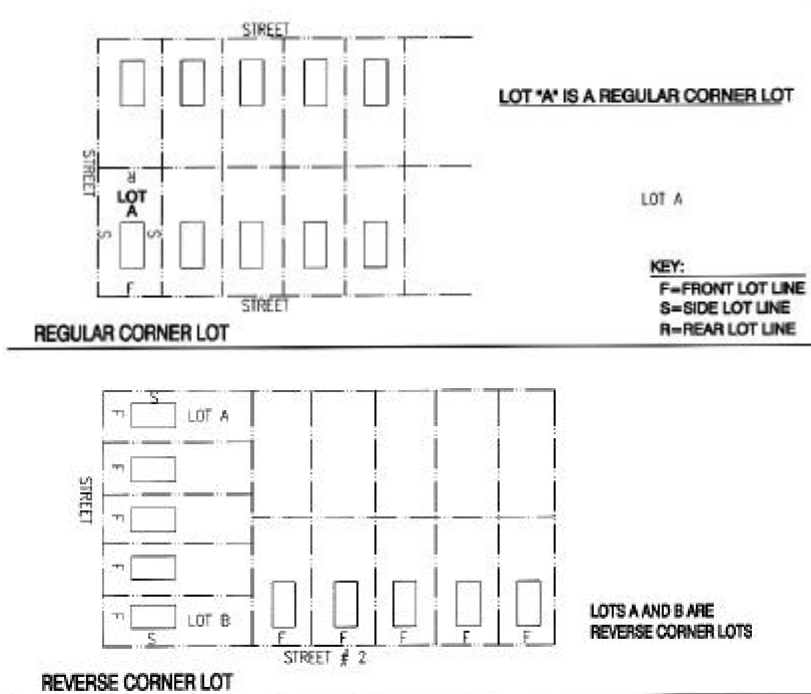 STREET
LOT "A" IS A REGULAR CORNER LOT
STREET
R
LOT
A
S
S
F
STREET
LOT A
KEY:
F=FRONT LOT LINE
S=SIDE LOT LINE
R=REAR LOT LINE
REGULAR CORNER LOT
S
F
LOT A
F
STREET
F
F
F
LOT B
S
F
F
F
F
F
STREET # 2
LOTS A AND B ARE
REVERSE CORNER LOTS
REVERSE CORNER LOT